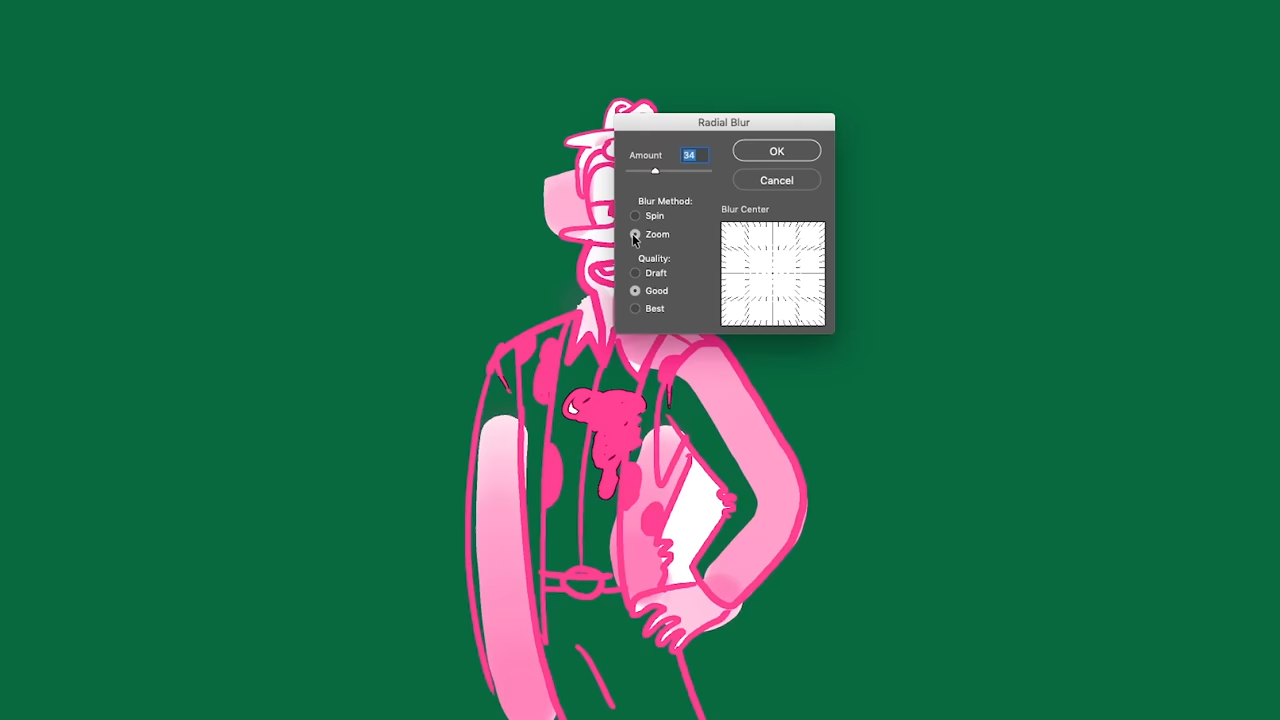 Radial Blur
Amount 34
OK
Cancel
Blur Method:
Spin
Zoom
Blur Center
Quality:
Draft
Good
Best